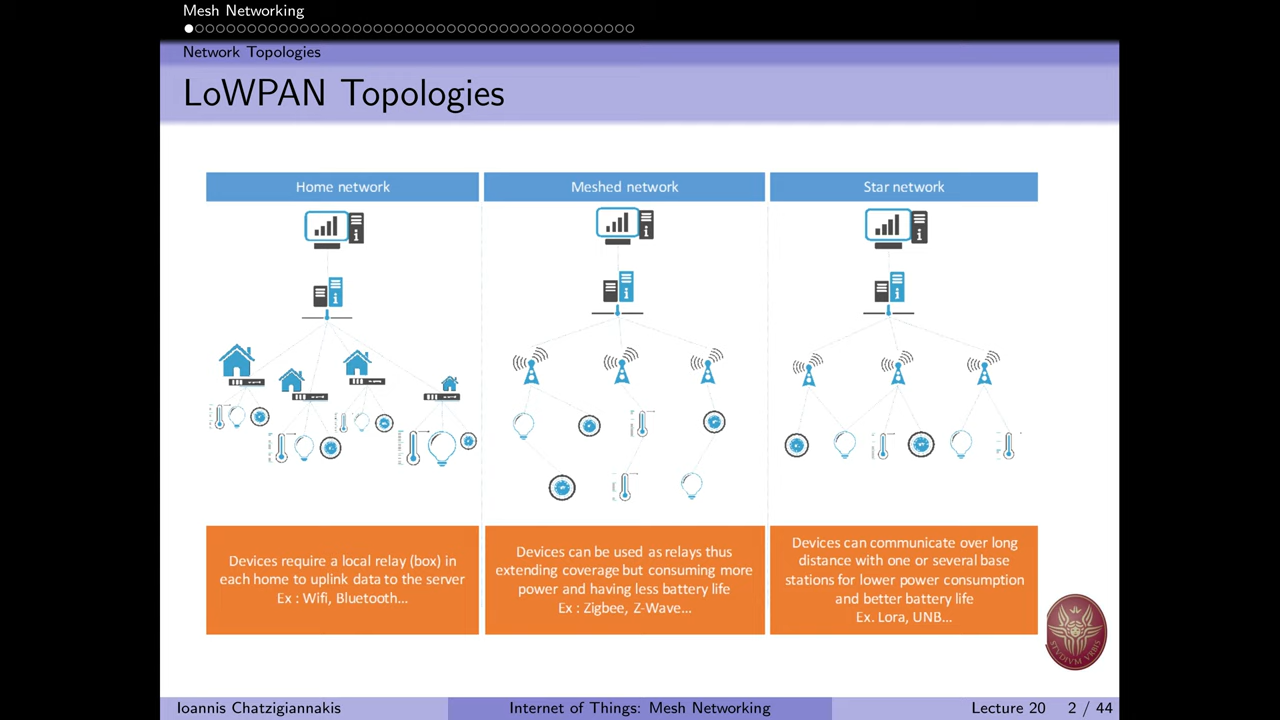 Mesh Networking
Network Topologies
LoWPAN Topologies
Home network
Meshed network
Star network
Devices require a local relay (box) in
each home to uplink data to the server
Ex : Wifi, Bluetooth...
Devices can be used as relays thus
extending coverage but consuming more
power and having less battery life
Ex : Zigbee, Z-Wave...
Devices can communicate over long
distance with one or several base
stations for lower power consumption
and better battery life
Ex. Lora, UNB...
STVDIVM VRBIS
Ioannis Chatzigiannakis
Internet of Things: Mesh Networking
Lecture 20 2 / 44